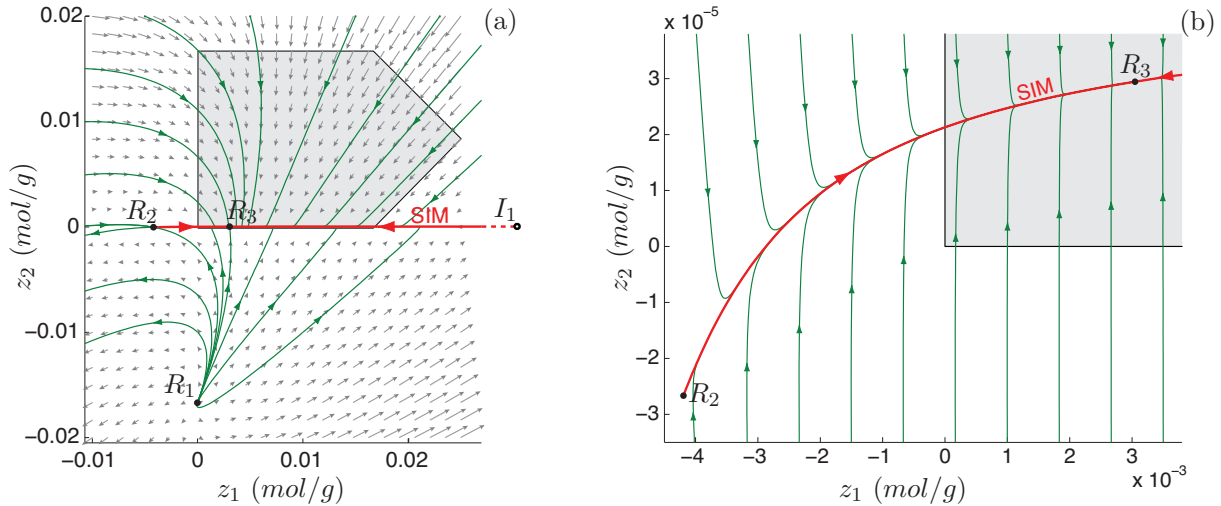 (a)
0.02
0.01
0
−0.01
−0.02
z₂ (mol/g)
R₂
R₃
SIM
I₁
R₁
−0.01
0
0.01
0.02
z₁ (mol/g)
(b)
x 10⁻⁵
3
2
1
0
−1
−2
−3
z₂ (mol/g)
SIM
R₃
R₂
−4
−3
−2
−1
0
1
2
3
x 10⁻³
z₁ (mol/g)